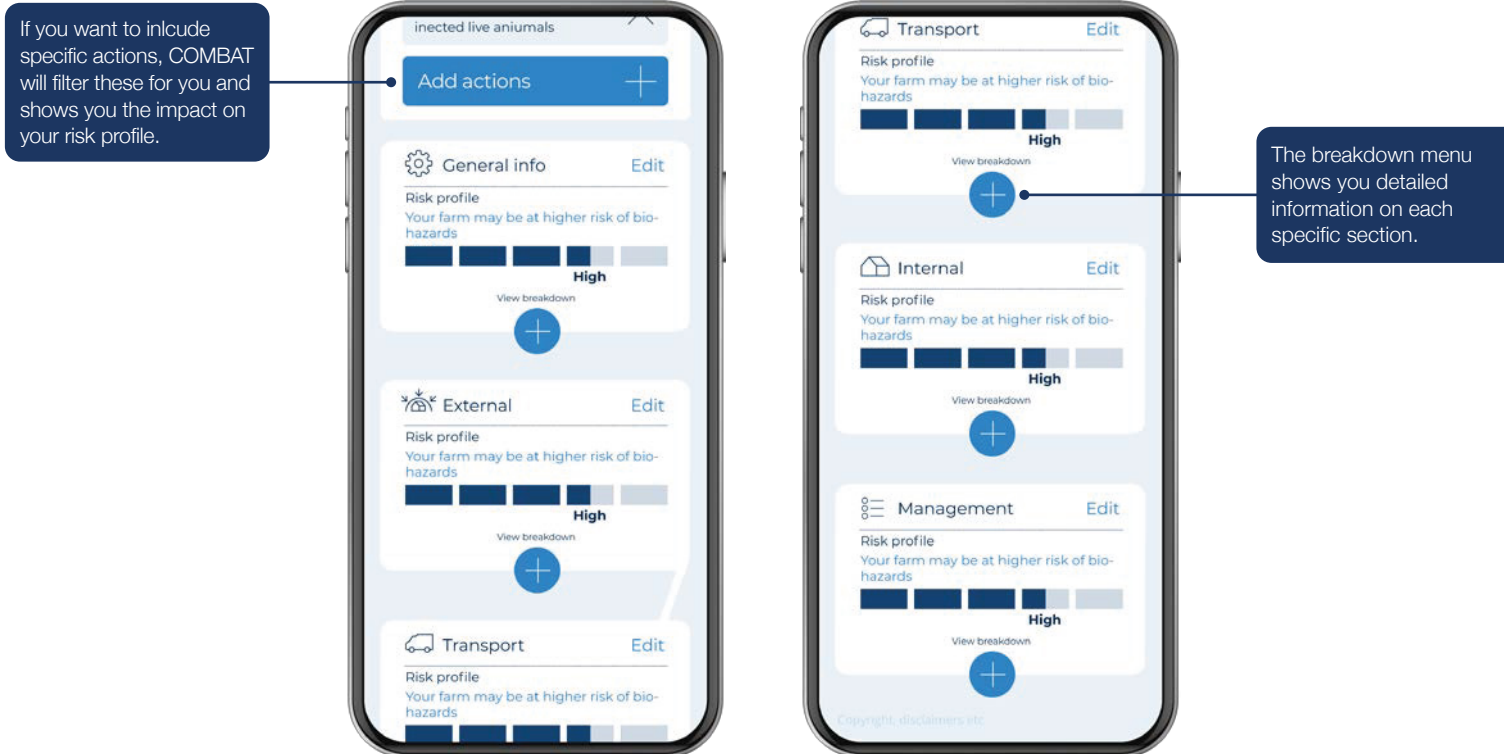 If you want to inlcude
specific actions, COMBAT
will filter these for you and
shows you the impact on
your risk profile.
inected live aniumals
Add actions
General info Edit
Risk profile
Your farm may be at higher risk of bio-
hazards
High
View breakdown
External Edit
Risk profile
Your farm may be at higher risk of bio-
hazards
High
View breakdown
Transport Edit
Risk profile
Your farm may be at higher risk of bio-
hazards
Transport Edit
Risk profile
Your farm may be at higher risk of bio-
hazards
High
View breakdown
Internal Edit
Risk profile
Your farm may be at higher risk of bio-
hazards
High
View breakdown
Management Edit
Risk profile
Your farm may be at higher risk of bio-
hazards
High
View breakdown
Copyright, disclaimers etc
The breakdown menu
shows you detailed
information on each
specific section.